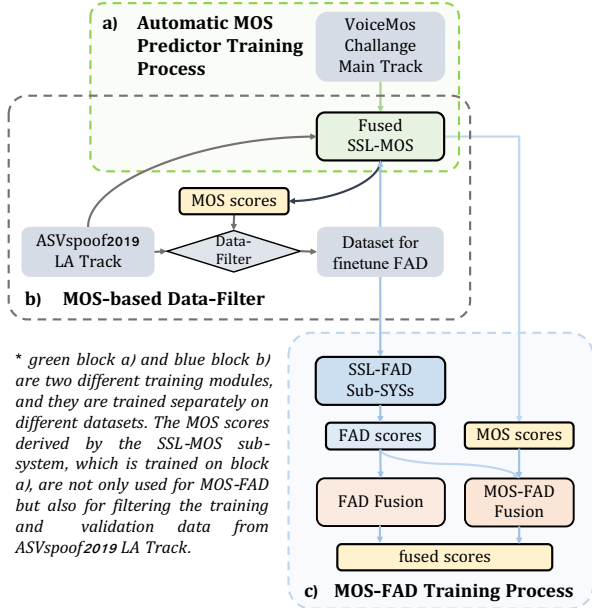 a) Automatic MOS
Predictor Training
Process
VoiceMos
Challange
Main Track
Fused
SSL-MOS
MOS scores
ASVspoof2019
LA Track
Data-
Filter
Dataset for
finetune FAD
b) MOS-based Data-Filter
* green block a) and blue block b)
are two different training modules,
and they are trained separately on
different datasets. The MOS scores
derived by the SSL-MOS sub-
system, which is trained on block
a), are not only used for MOS-FAD
but also for filtering the training
and validation data from
ASVspoof2019 LA Track.
SSL-FAD
Sub-SYSs
FAD scores
MOS scores
FAD Fusion
MOS-FAD
Fusion
fused scores
c) MOS-FAD Training Process